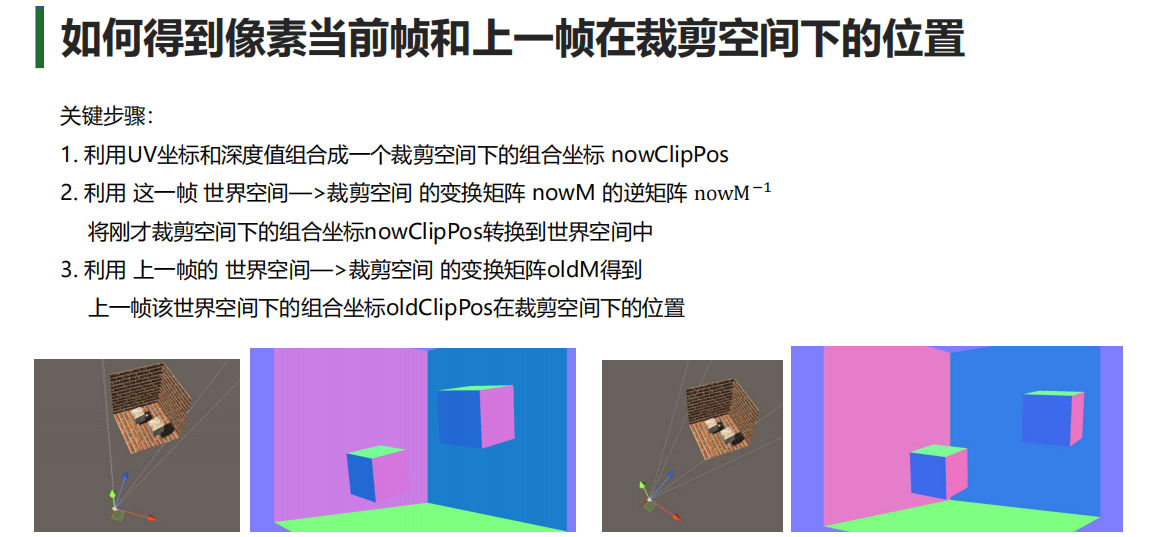 如何得到像素当前帧和上一帧在裁剪空间下的位置
关键步骤：
1. 利用UV坐标和深度值组合成一个裁剪空间下的组合坐标 nowClipPos
2. 利用 这一帧 世界空间—>裁剪空间 的变换矩阵 nowM 的逆矩阵 nowM⁻¹
将刚才裁剪空间下的组合坐标nowClipPos转换到世界空间中
3. 利用 上一帧的 世界空间—>裁剪空间 的变换矩阵oldM得到
上一帧该世界空间下的组合坐标oldClipPos在裁剪空间下的位置